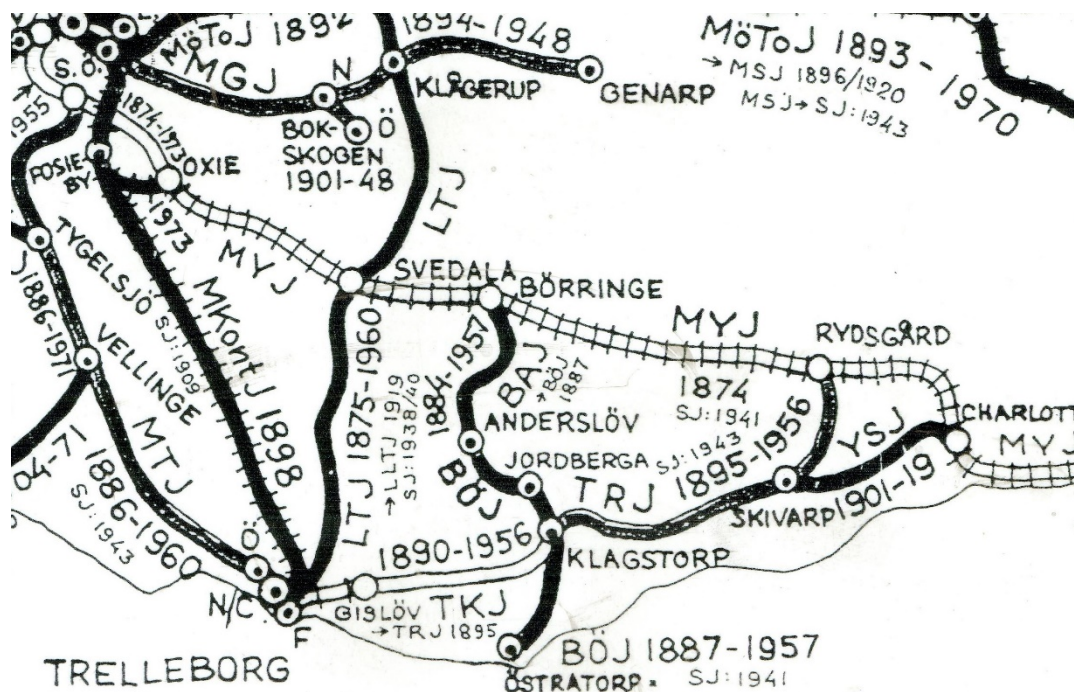 MÖToJ 1892
1894-1948
MÖToJ 1893-1970
→ MSJ 1896/1920
MSJ → SJ:1943
S.Ö.
MGJ
N
KLÅGERUP
GENARP
→ 1955
1874-1973
BOK-
SKOGEN
1901-48
Ö
FOSIE-
BY
OXIE
1973
LTJ
MYJ
SVEDALA
BÖRRINGE
TYGELSJÖ
1886-1971
MKontJ 1898
SJ:1909
VELLINGE
LTJ 1875-1960
→ LLTJ 1919
SJ:1938/40
1884-1957
BAJ
→ BÖJ
1887
MYJ
1874
SJ:1941
RYDSGÅRD
CHARLOTT
MYJ
ANDERSLÖV
BÖJ
JORDBERGA
SJ:1943
TRJ 1895-1956
YSJ
1901-19
SKIVARP
04-71
MTJ
1886-1960
SJ:1943
Ö
N/C
F
1890-1956
KLAGSTORP
GISLÖV
TKJ
→ TRJ 1895
TRELLEBORG
BÖJ 1887-1957
SJ:1941
ÖSTRATORP